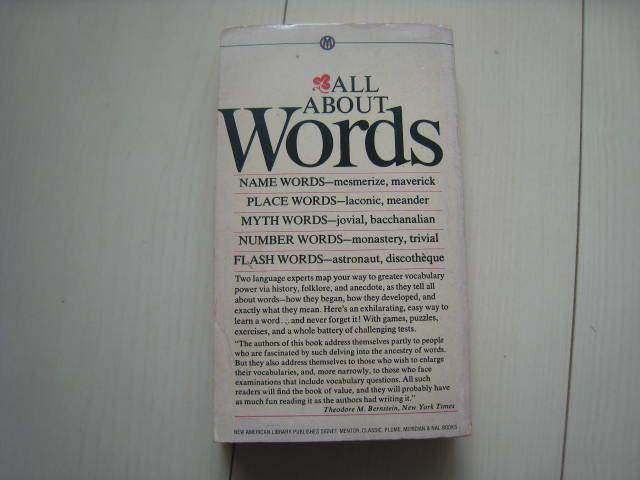 M
ALL
ABOUT
Words
NAME WORDS—mesmerize, maverick
PLACE WORDS—laconic, meander
MYTH WORDS—jovial, bacchanalian
NUMBER WORDS—monastery, trivial
FLASH WORDS—astronaut, discothèque
Two language experts map your way to greater vocabulary
power via history, folklore, and anecdote, as they tell all
about words—how they began, how they developed, and
exactly what they mean. Here's an exhilarating, easy way to
learn a word . . . and never forget it! With games, puzzles,
exercises, and a whole battery of challenging tests.
"The authors of this book address themselves partly to people
who are fascinated by such delving into the ancestry of words.
But they also address themselves to those who wish to enlarge
their vocabularies, and, more narrowly, to those who face
examinations that include vocabulary questions. All such
readers will find the book of value, and they will probably have
as much fun reading it as the authors had writing it."
Theodore M. Bernstein, New York Times
NEW AMERICAN LIBRARY PUBLISHES SIGNET, MENTOR, CLASSIC, PLUME, MERIDIAN & NAL BOOKS